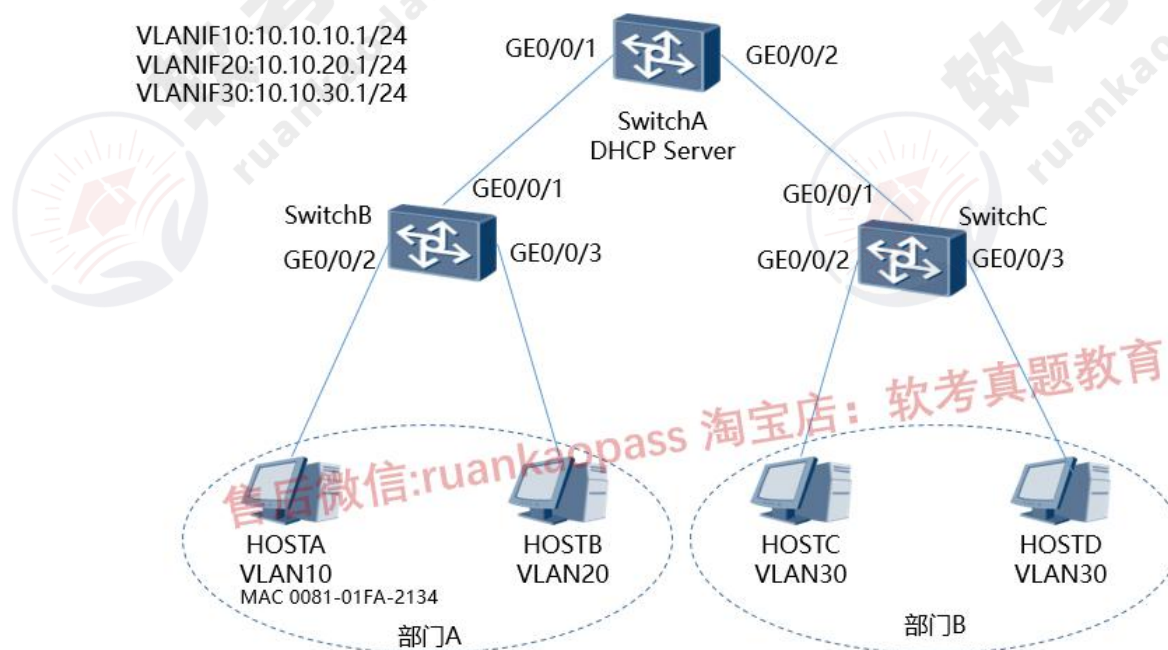 VLANIF10:10.10.10.1/24
VLANIF20:10.10.20.1/24
VLANIF30:10.10.30.1/24
GE0/0/1
GE0/0/2
SwitchA
DHCP Server
SwitchB
GE0/0/1
GE0/0/2
GE0/0/3
GE0/0/1
SwitchC
GE0/0/2
GE0/0/3
售后微信:ruankaopass 淘宝店：软考真题教育
HOSTA
VLAN10
MAC 0081-01FA-2134
HOSTB
VLAN20
HOSTC
VLAN30
HOSTD
VLAN30
部门A
部门B